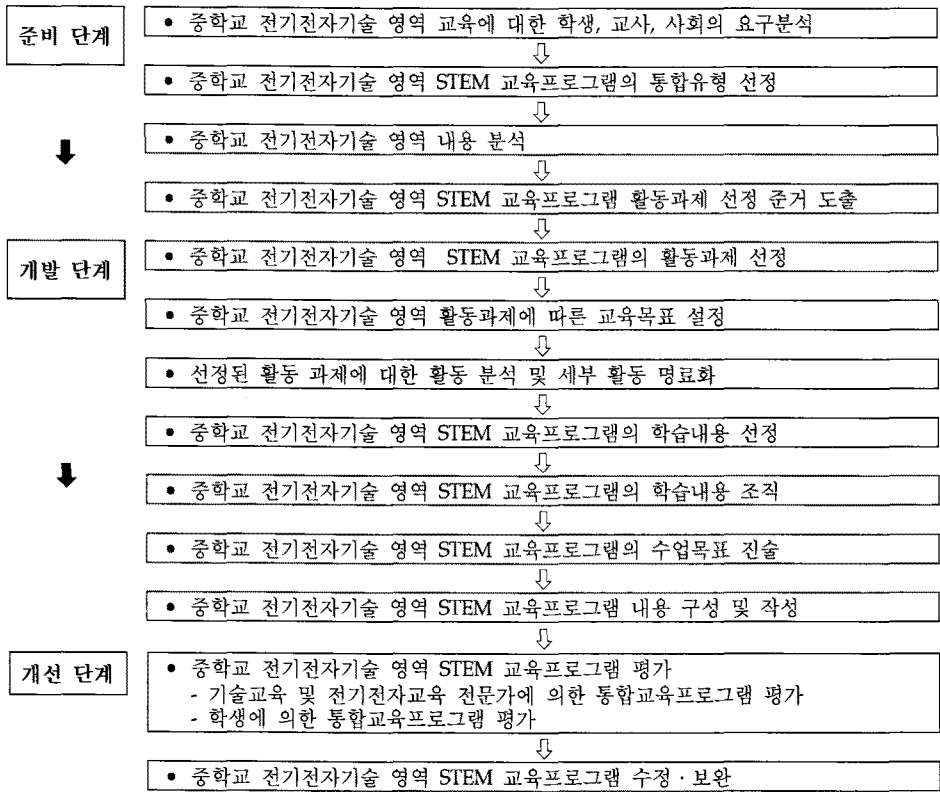 준비 단계
• 중학교 전기전자기술 영역 교육에 대한 학생, 교사, 사회의 요구분석
• 중학교 전기전자기술 영역 STEM 교육프로그램의 통합유형 선정
• 중학교 전기전자기술 영역 내용 분석
• 중학교 전기전자기술 영역 STEM 교육프로그램 활동과제 선정 준거 도출
개발 단계
• 중학교 전기전자기술 영역 STEM 교육프로그램의 활동과제 선정
• 중학교 전기전자기술 영역 활동과제에 따른 교육목표 설정
• 선정된 활동 과제에 대한 활동 분석 및 세부 활동 명료화
• 중학교 전기전자기술 영역 STEM 교육프로그램의 학습내용 선정
• 중학교 전기전자기술 영역 STEM 교육프로그램의 학습내용 조직
• 중학교 전기전자기술 영역 STEM 교육프로그램의 수업목표 진술
• 중학교 전기전자기술 영역 STEM 교육프로그램 내용 구성 및 작성
개선 단계
• 중학교 전기전자기술 영역 STEM 교육프로그램 평가
- 기술교육 및 전기전자교육 전문가에 의한 통합교육프로그램 평가
- 학생에 의한 통합교육프로그램 평가
• 중학교 전기전자기술 영역 STEM 교육프로그램 수정 · 보완